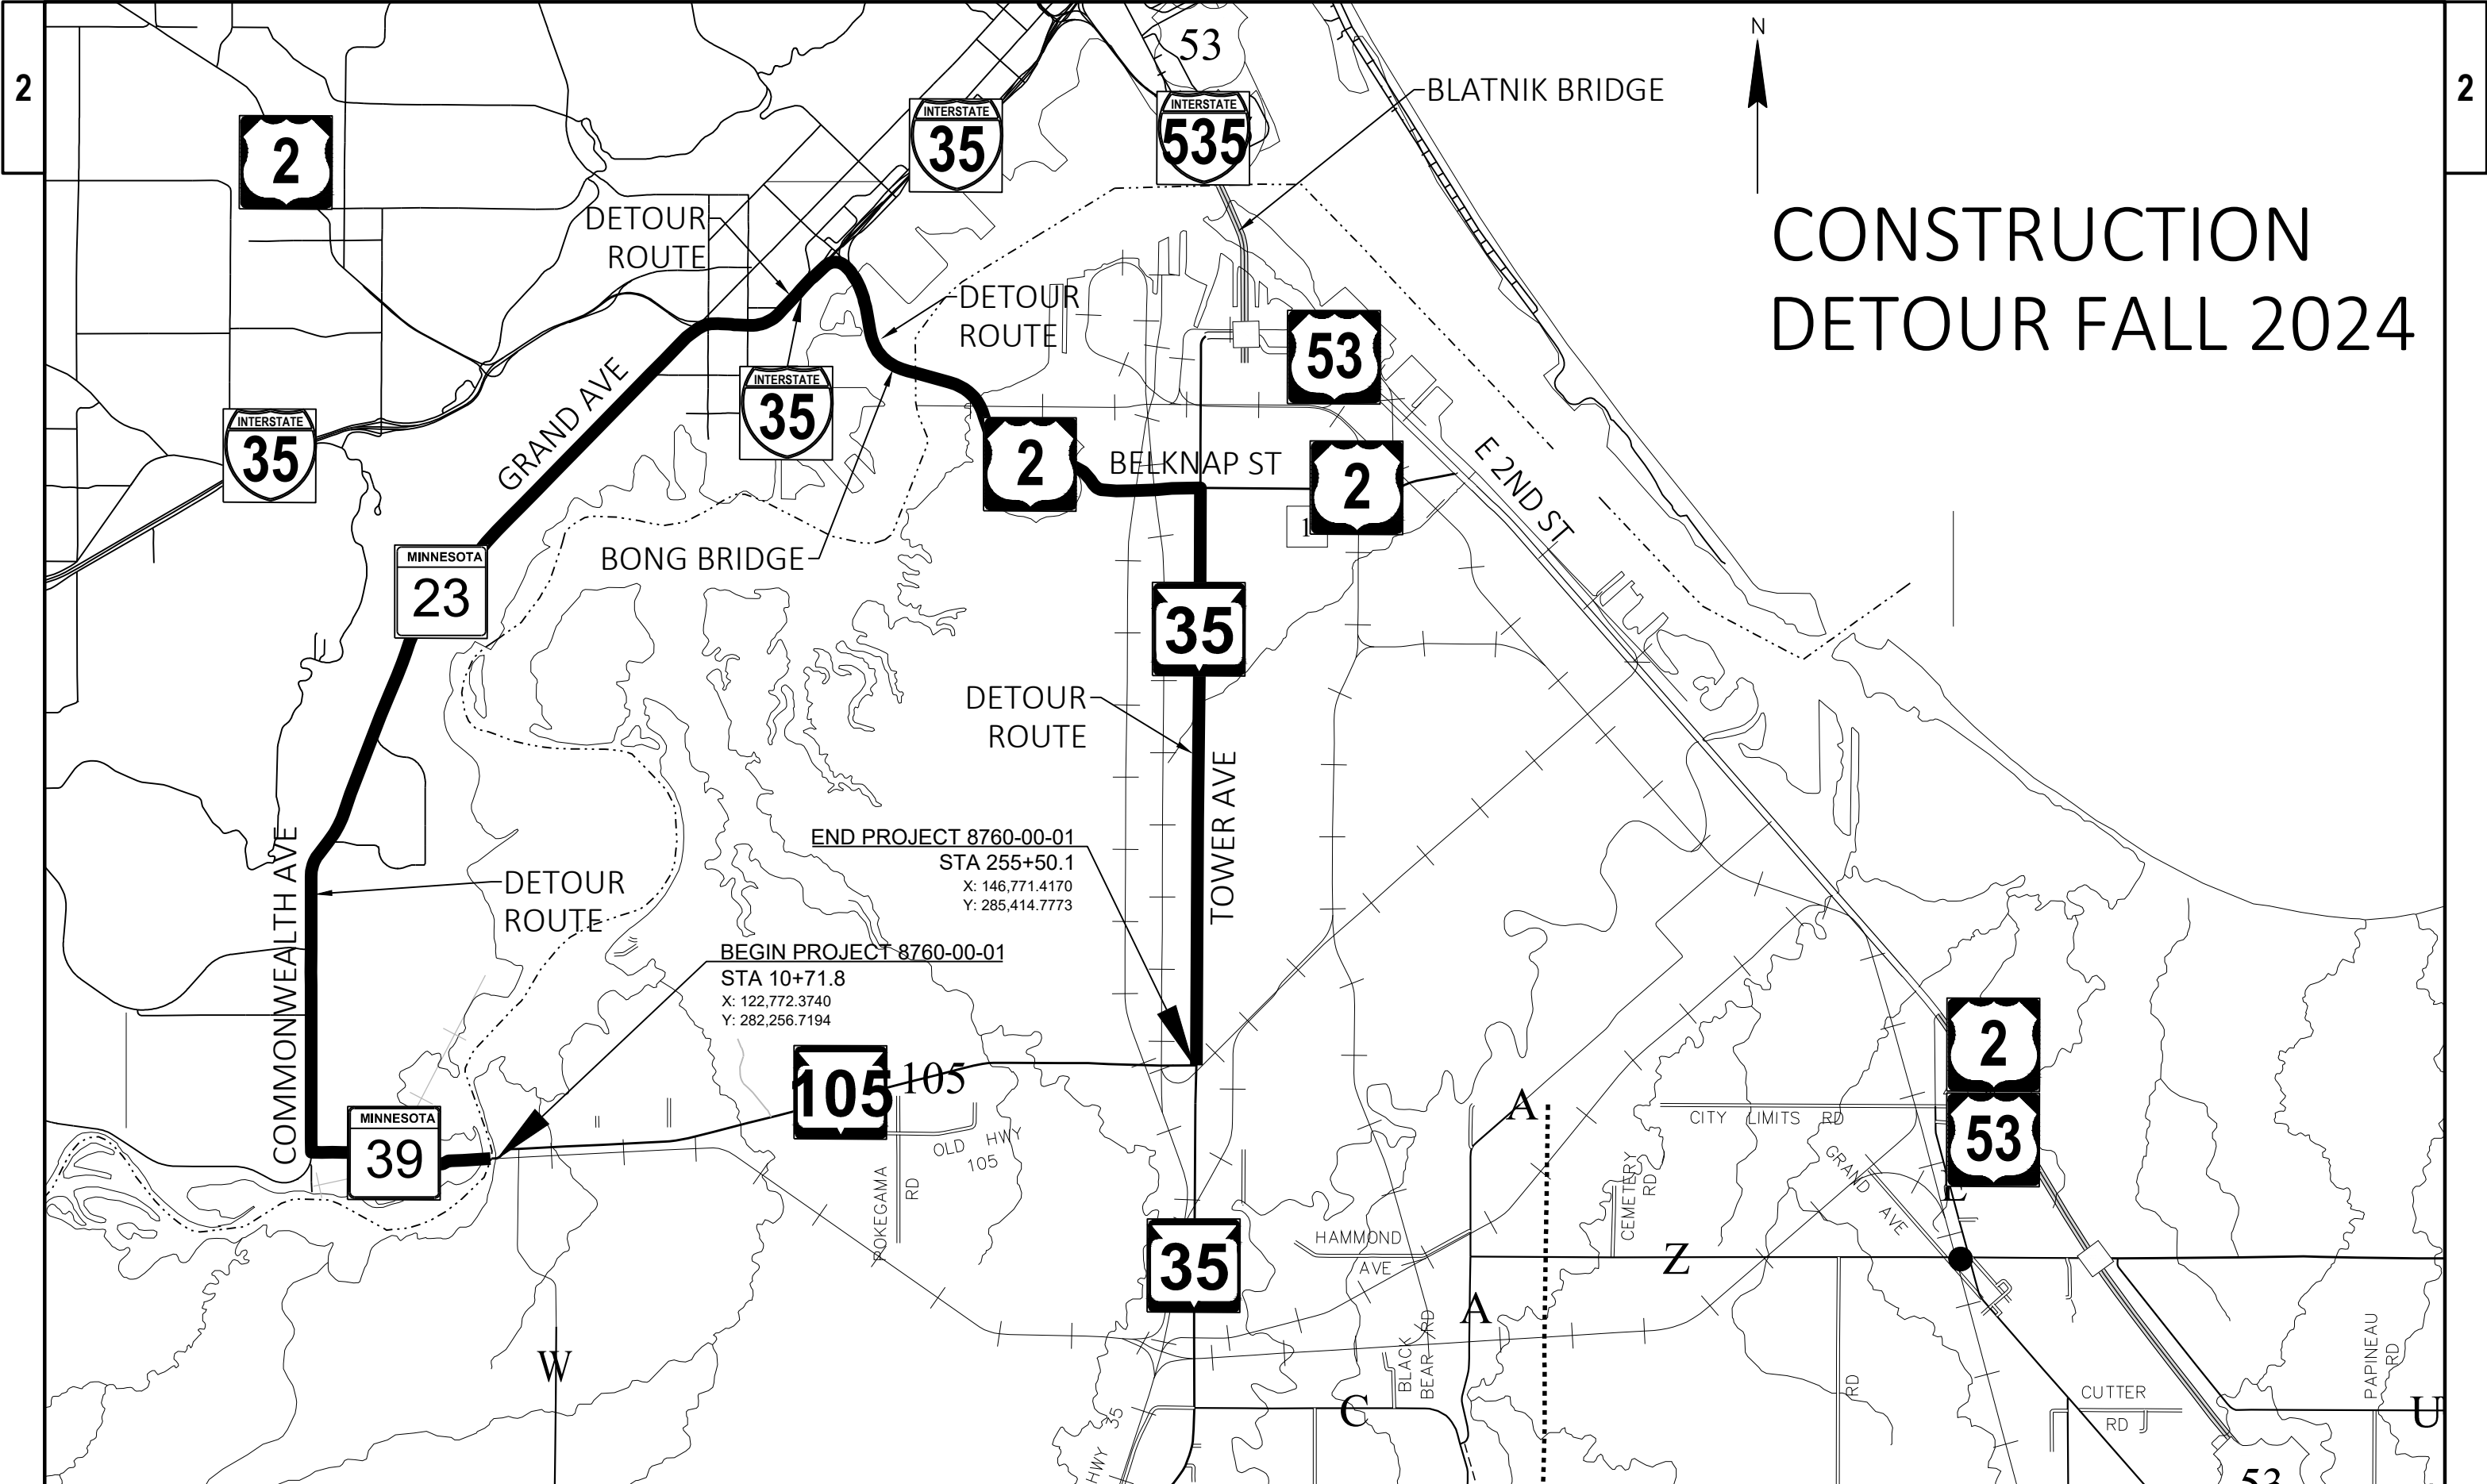 2
2
N
53
CONSTRUCTION
DETOUR FALL 2024
BLATNIK BRIDGE
INTERSTATE
35
INTERSTATE
535
2
DETOUR
ROUTE
DETOUR
ROUTE
53
INTERSTATE
35
INTERSTATE
35
GRAND AVE
2
BELKNAP ST
2
1
E 2ND ST
BONG BRIDGE
MINNESOTA
23
35
DETOUR
ROUTE
TOWER AVE
END PROJECT 8760-00-01
STA 255+50.1
X: 146,771.4170
Y: 285,414.7773
COMMONWEALTH AVE
DETOUR
ROUTE
BEGIN PROJECT 8760-00-01
STA 10+71.8
X: 122,772.3740
Y: 282,256.7194
105
105
2
53
MINNESOTA
39
OLD HWY
105
POKEGAMA
RD
A
CITY LIMITS RD
CEMETERY
RD
GRAND
AVE
E
35
HAMMOND
AVE
Z
A
BLACK
BEAR RD
W
C
HWY 35
RD
CUTTER
RD
PAPINEAU
RD
U
53